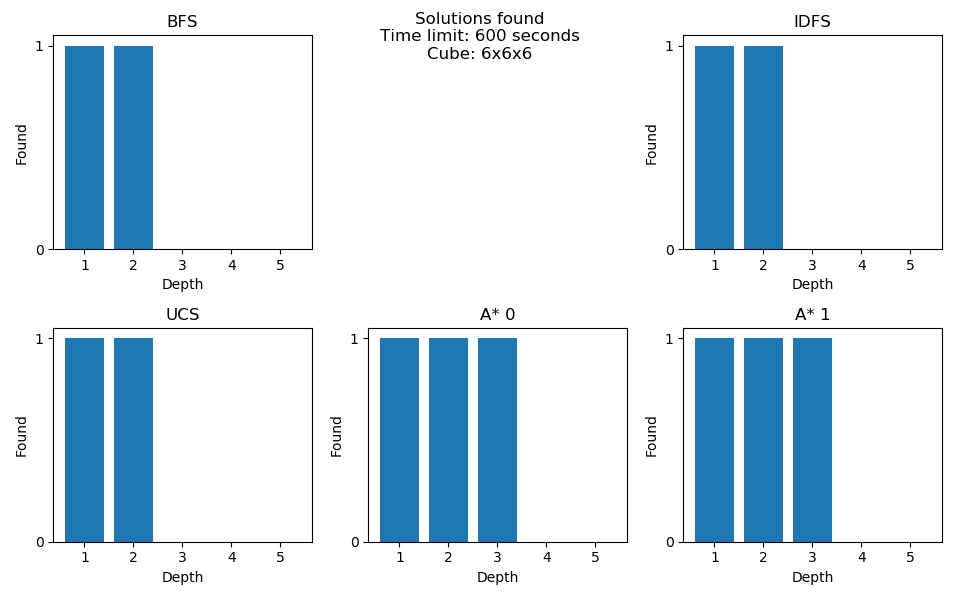 BFS
1
0
Found
1 2 3 4 5
Depth
Solutions found
Time limit: 600 seconds
Cube: 6x6x6
IDFS
1
0
Found
1 2 3 4 5
Depth
UCS
1
0
Found
1 2 3 4 5
Depth
A* 0
1
0
Found
1 2 3 4 5
Depth
A* 1
1
0
Found
1 2 3 4 5
Depth